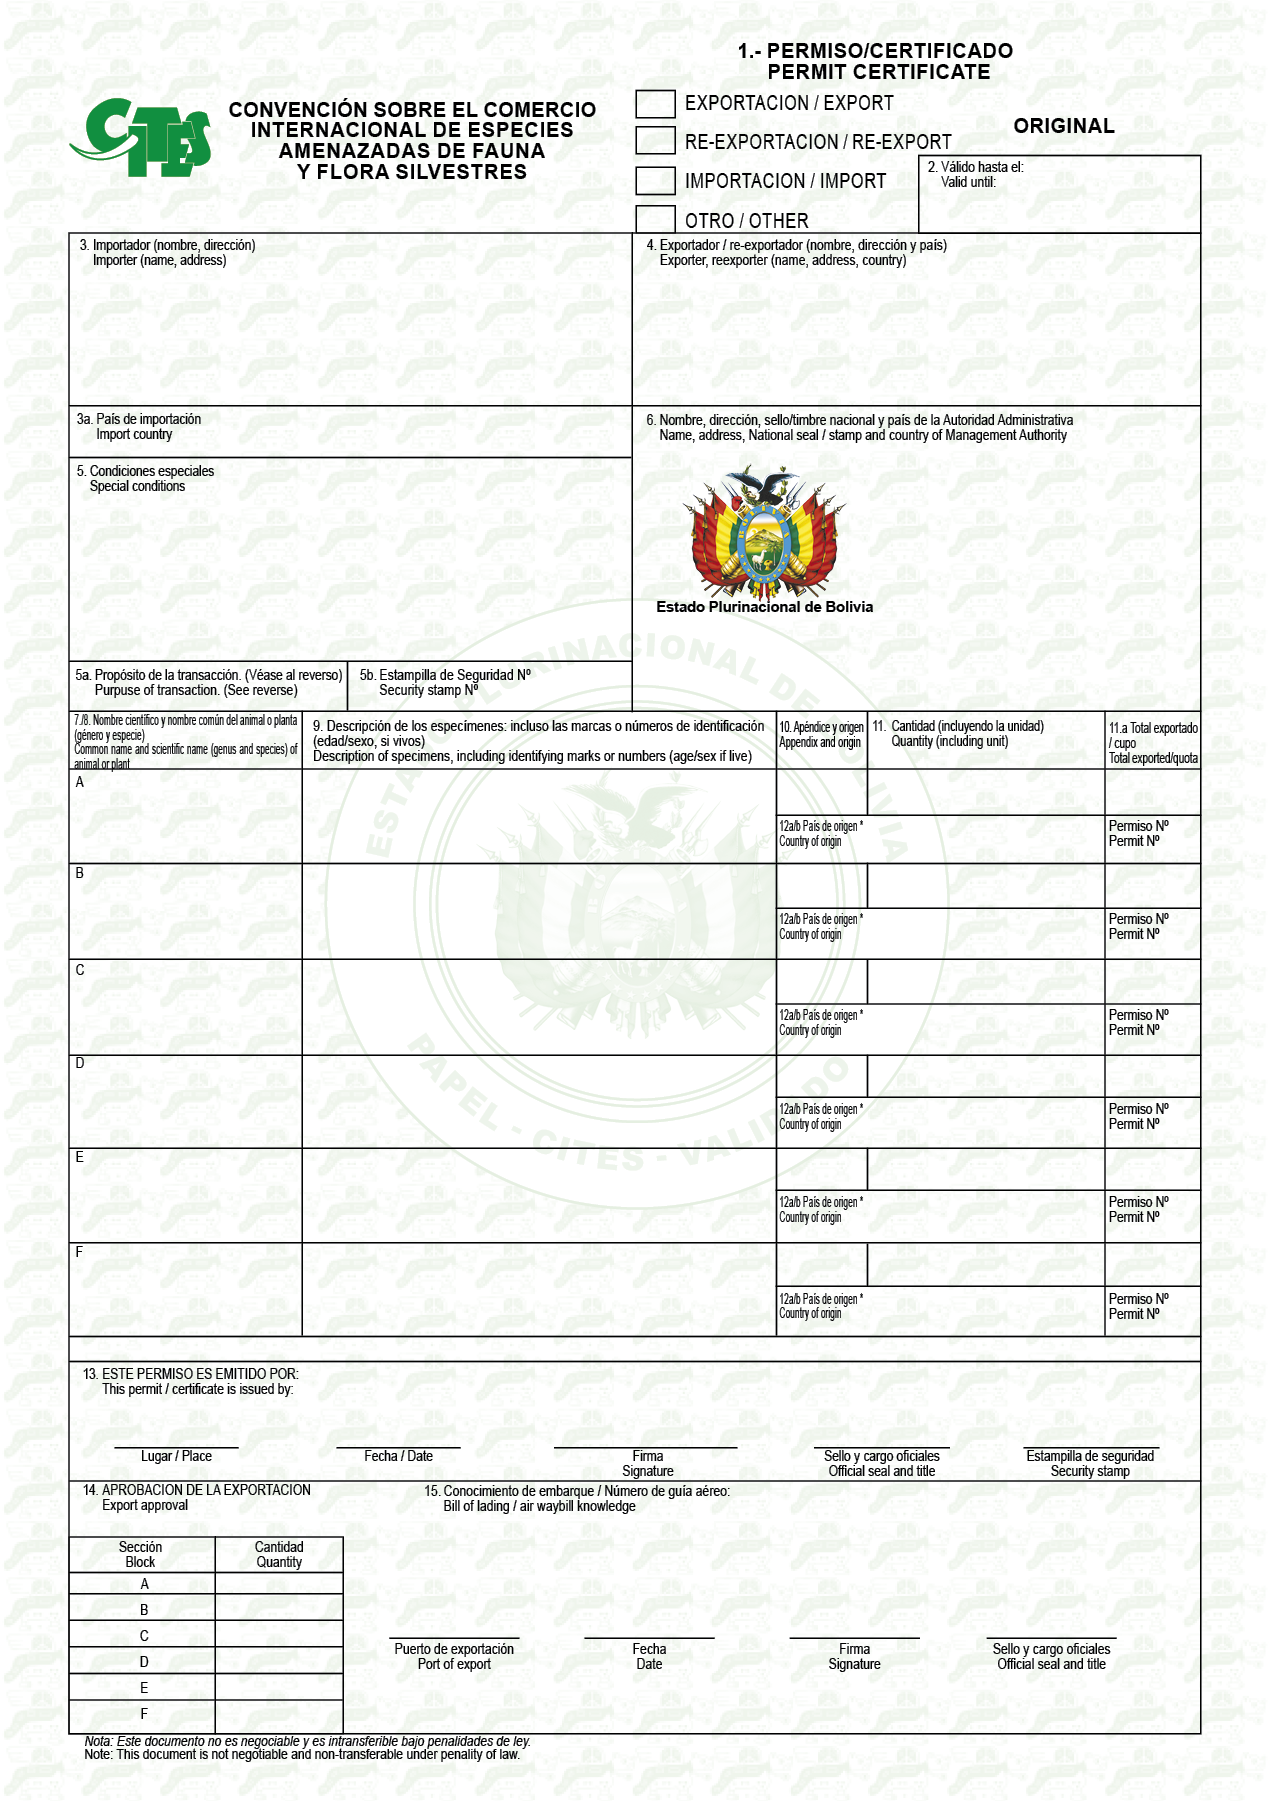 1.- PERMISO/CERTIFICADO
PERMIT CERTIFICATE
CITES
CONVENCIÓN SOBRE EL COMERCIO
INTERNACIONAL DE ESPECIES
AMENAZADAS DE FAUNA
Y FLORA SILVESTRES
EXPORTACION / EXPORT
RE-EXPORTACION / RE-EXPORT
IMPORTACION / IMPORT
OTRO / OTHER
ORIGINAL
2. Válido hasta el:
Valid until:
3. Importador (nombre, dirección)
Importer (name, address)
4. Exportador / re-exportador (nombre, dirección y país)
Exporter, reexporter (name, address, country)
3a. País de importación
Import country
6. Nombre, dirección, sello/timbre nacional y país de la Autoridad Administrativa
Name, address, National seal / stamp and country of Management Authority
5. Condiciones especiales
Special conditions
Estado Plurinacional de Bolivia
5a. Propósito de la transacción. (Véase al reverso)
Purpuse of transaction. (See reverse)
5b. Estampilla de Seguridad Nº
Security stamp Nº
7./8. Nombre científico y nombre común del animal o planta
(género y especie)
Common name and scientific name (genus and species) of
animal or plant
9. Descripción de los especímenes: incluso las marcas o números de identificación
(edad/sexo, si vivos)
Description of specimens, including identifying marks or numbers (age/sex if live)
10. Apéndice y origen
Appendix and origin
11. Cantidad (incluyendo la unidad)
Quantity (including unit)
11.a Total exportado
/ cupo
Total exported/quota
A
12a/b País de origen *
Country of origin
Permiso Nº
Permit Nº
B
12a/b País de origen *
Country of origin
Permiso Nº
Permit Nº
C
12a/b País de origen *
Country of origin
Permiso Nº
Permit Nº
D
12a/b País de origen *
Country of origin
Permiso Nº
Permit Nº
E
12a/b País de origen *
Country of origin
Permiso Nº
Permit Nº
F
12a/b País de origen *
Country of origin
Permiso Nº
Permit Nº
ESTADO PLURINACIONAL DE BOLIVIA
PAPEL - CITES - VALIDADO
13. ESTE PERMISO ES EMITIDO POR:
This permit / certificate is issued by:
Lugar / Place
Fecha / Date
Firma
Signature
Sello y cargo oficiales
Official seal and title
Estampilla de seguridad
Security stamp
14. APROBACION DE LA EXPORTACION
Export approval
15. Conocimiento de embarque / Número de guía aéreo:
Bill of lading / air waybill knowledge
Sección
Block
Cantidad
Quantity
A
B
C
D
E
F
Puerto de exportación
Port of export
Fecha
Date
Firma
Signature
Sello y cargo oficiales
Official seal and title
Nota: Este documento no es negociable y es intransferible bajo penalidades de ley.
Note: This document is not negotiable and non-transferable under penality of law.